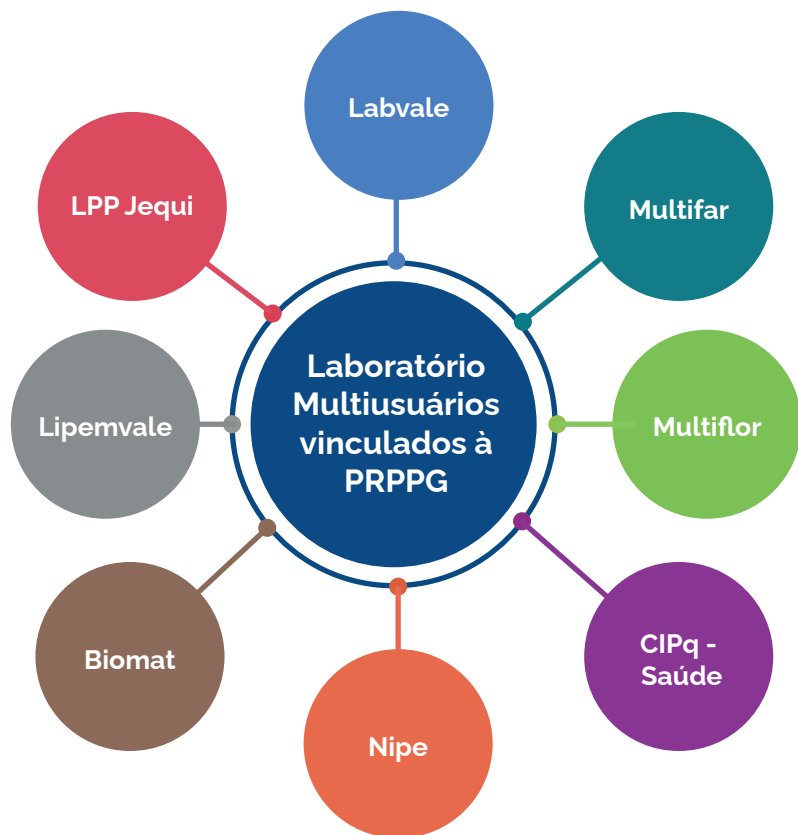 Labvale
LPP Jequi
Multifar
Laboratório
Multiusuários
vinculados à
PRPPG
Lipemvale
Multiflor
Biomat
CIPq -
Saúde
Nipe